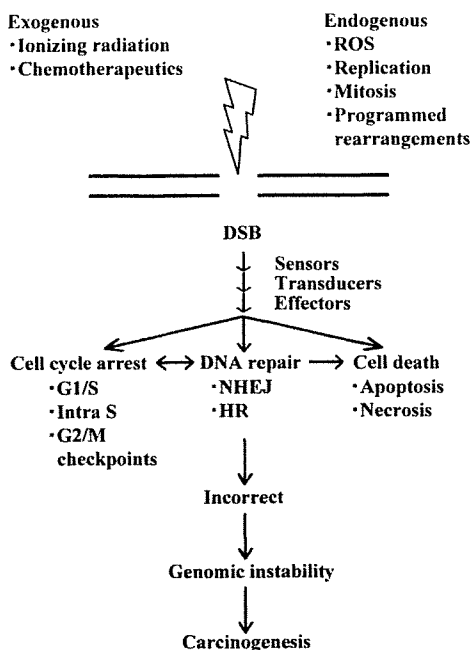 Exogenous
·Ionizing radiation
·Chemotherapeutics
Endogenous
·ROS
·Replication
·Mitosis
·Programmed
rearrangements
DSB
Sensors
Transducers
Effectors
Cell cycle arrest
·G1/S
·Intra S
·G2/M
checkpoints
DNA repair
·NHEJ
·HR
Cell death
·Apoptosis
·Necrosis
Incorrect
Genomic instability
Carcinogenesis